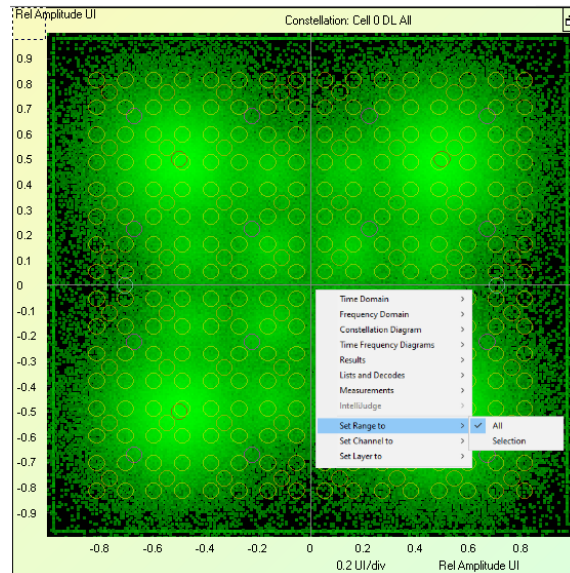 Rel Amplitude UI
Constellation: Cell 0 DL All
0.9
0.8
0.7
0.6
0.5
0.4
0.3
0.2
0.1
0
-0.1
-0.2
-0.3
-0.4
-0.5
-0.6
-0.7
-0.8
-0.9
Time Domain
Frequency Domain
Constellation Diagram
Time Frequency Diagrams
Results
Lists and Decodes
Measurements
IntelliJudge
Set Range to
All
Set Channel to
Selection
Set Layer to
-0.8 -0.6 -0.4 -0.2 0 0.2 0.4 0.6 0.8
0.2 UI/div Rel Amplitude UI